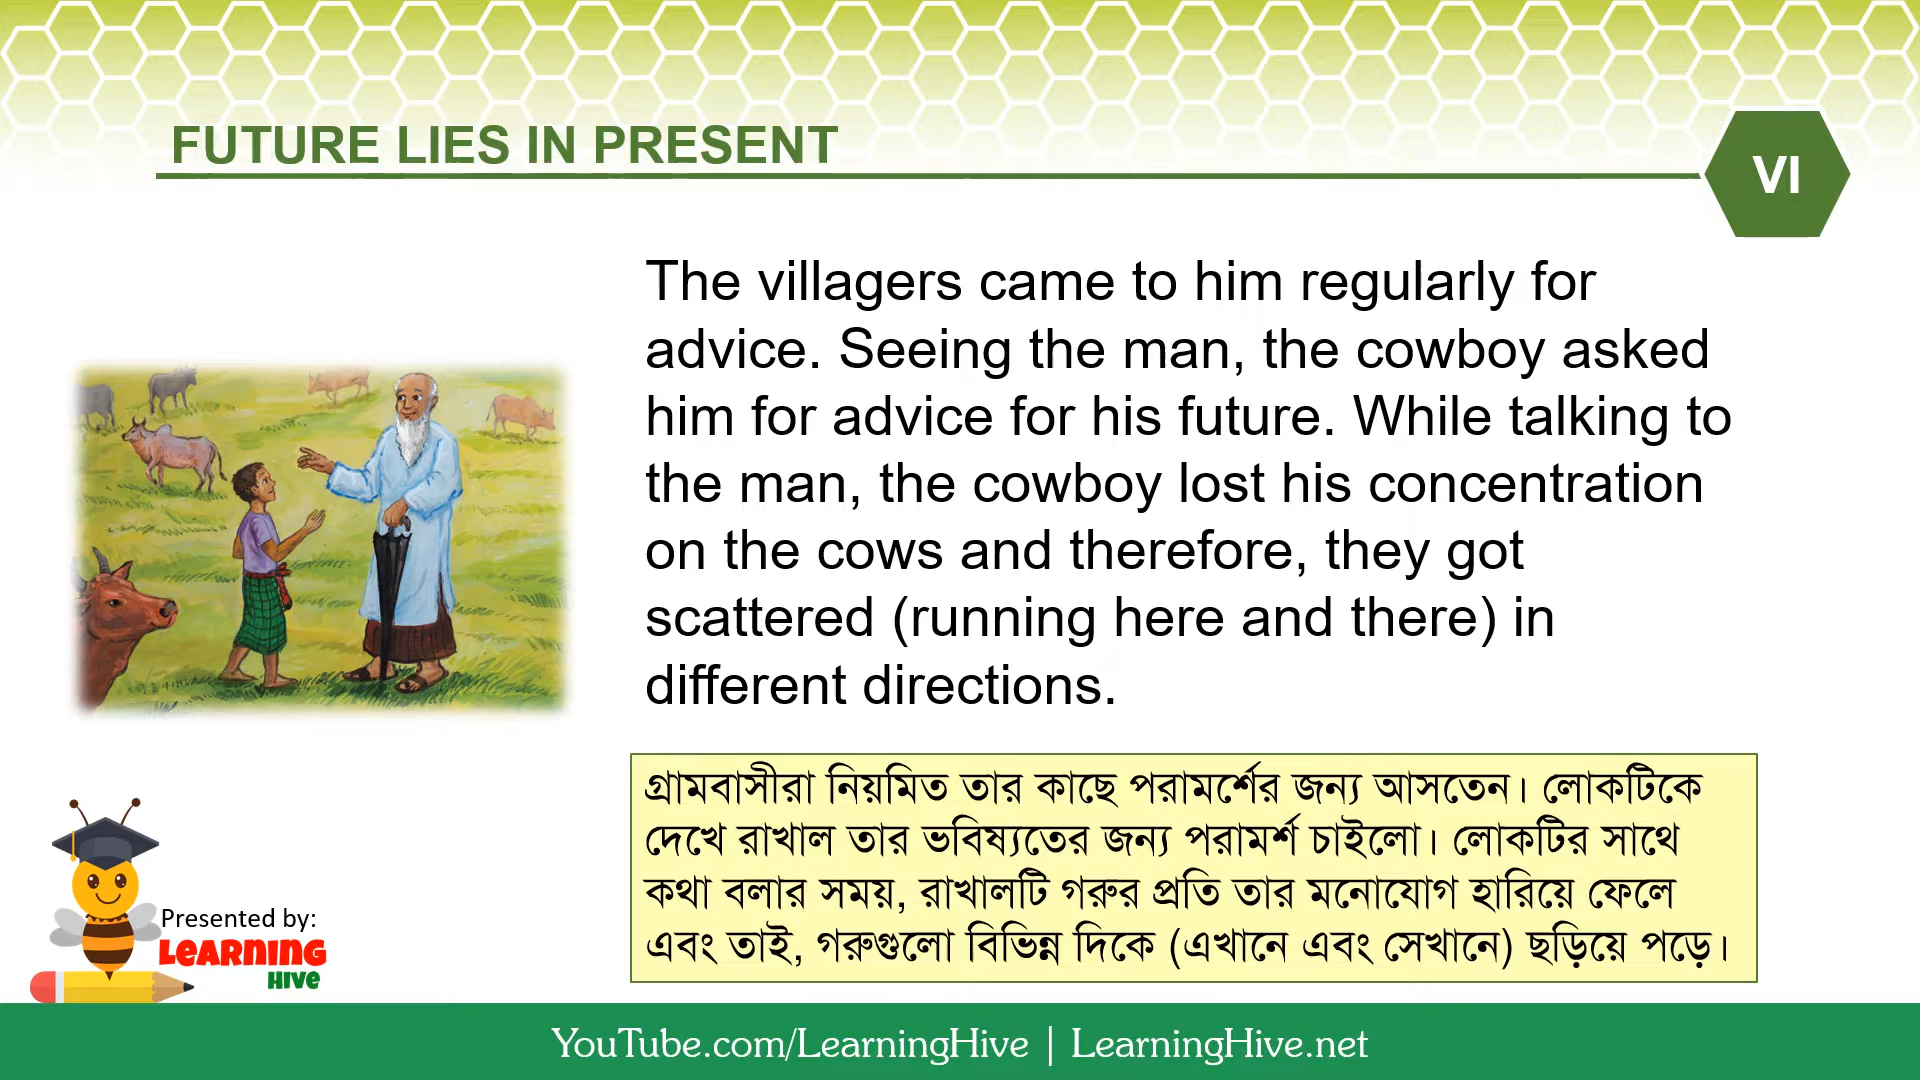 FUTURE LIES IN PRESENT
VI
The villagers came to him regularly for
advice. Seeing the man, the cowboy asked
him for advice for his future. While talking to
the man, the cowboy lost his concentration
on the cows and therefore, they got
scattered (running here and there) in
different directions.
গ্রামবাসীরা নিয়মিত তার কাছে পরামর্শের জন্য আসতেন। লোকটিকে
দেখে রাখাল তার ভবিষ্যতের জন্য পরামর্শ চাইলো। লোকটির সাথে
কথা বলার সময়, রাখালটি গরুর প্রতি তার মনোযোগ হারিয়ে ফেলে
এবং তাই, গরুগুলো বিভিন্ন দিকে (এখানে এবং সেখানে) ছড়িয়ে পড়ে।
Presented by:
LEARNING
HIVE
YouTube.com/LearningHive | LearningHive.net